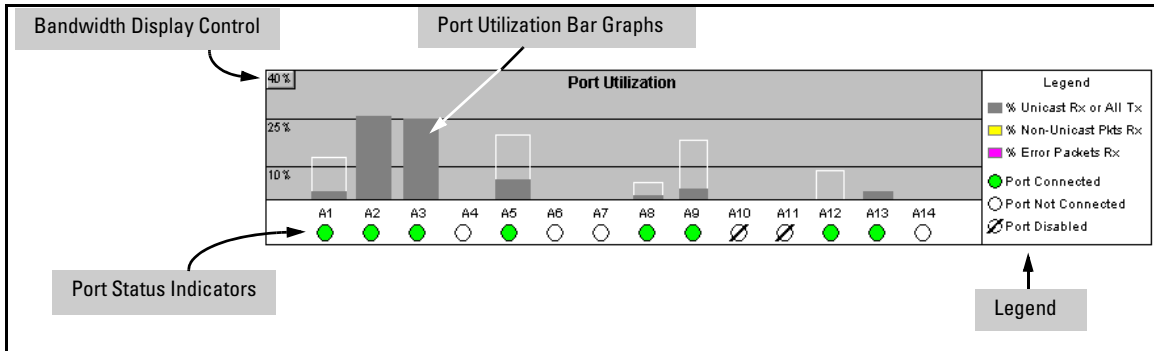 Bandwidth Display Control
Port Utilization Bar Graphs
40 %
Port Utilization
25 %
10 %
A1 A2 A3 A4 A5 A6 A7 A8 A9 A10 A11 A12 A13 A14
Legend
% Unicast Rx or All Tx
% Non-Unicast Pkts Rx
% Error Packets Rx
Port Connected
Port Not Connected
Port Disabled
Port Status Indicators
Legend